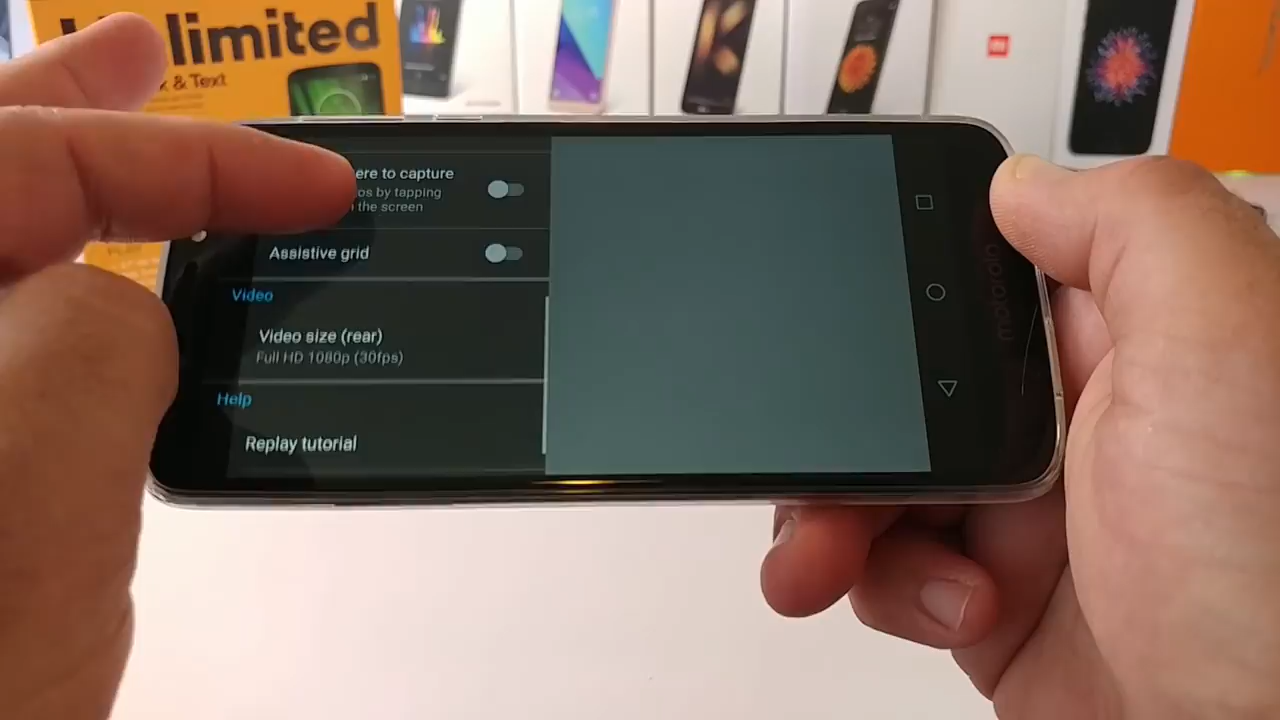 limited
k & Text
ere to capture
os by tapping
the screen
Assistive grid
Video
Video size (rear)
Full HD 1080p (30fps)
Help
Replay tutorial
motorola